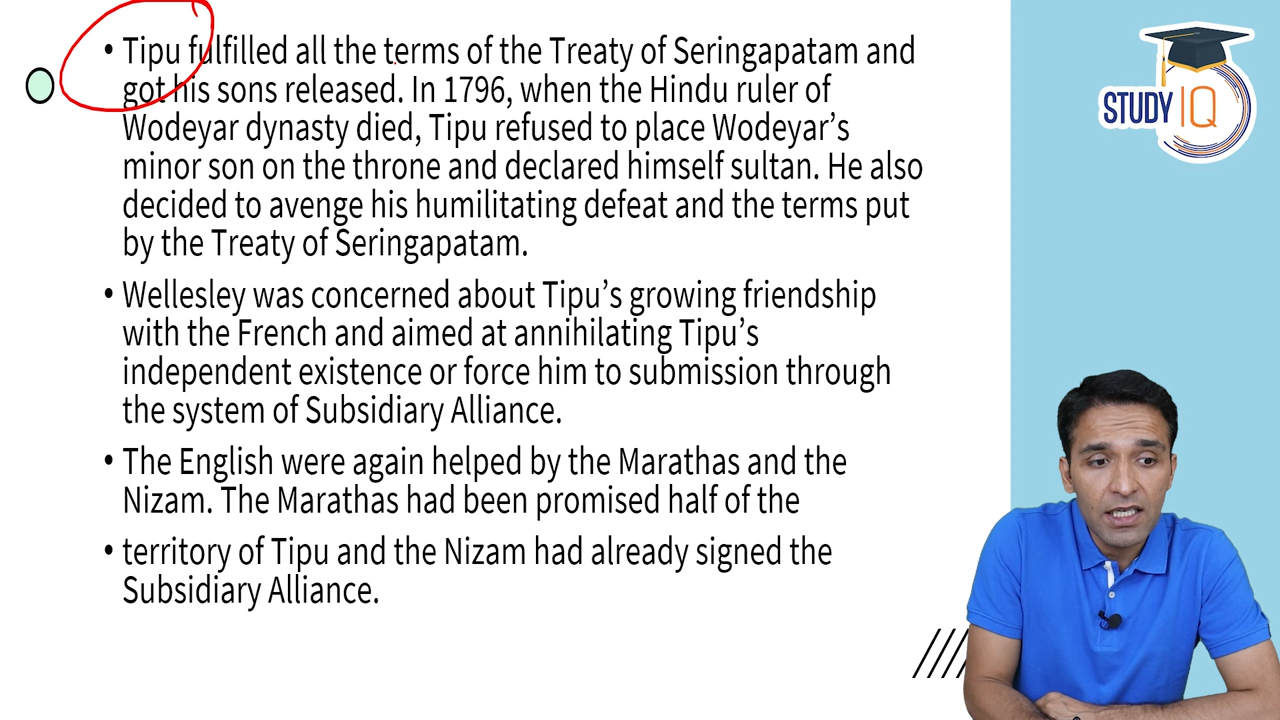 • Tipu fulfilled all the terms of the Treaty of Seringapatam and
got his sons released. In 1796, when the Hindu ruler of
Wodeyar dynasty died, Tipu refused to place Wodeyar’s
minor son on the throne and declared himself sultan. He also
decided to avenge his humilitating defeat and the terms put
by the Treaty of Seringapatam.
• Wellesley was concerned about Tipu’s growing friendship
with the French and aimed at annihilating Tipu’s
independent existence or force him to submission through
the system of Subsidiary Alliance.
• The English were again helped by the Marathas and the
Nizam. The Marathas had been promised half of the
• territory of Tipu and the Nizam had already signed the
Subsidiary Alliance.
STUDY IQ